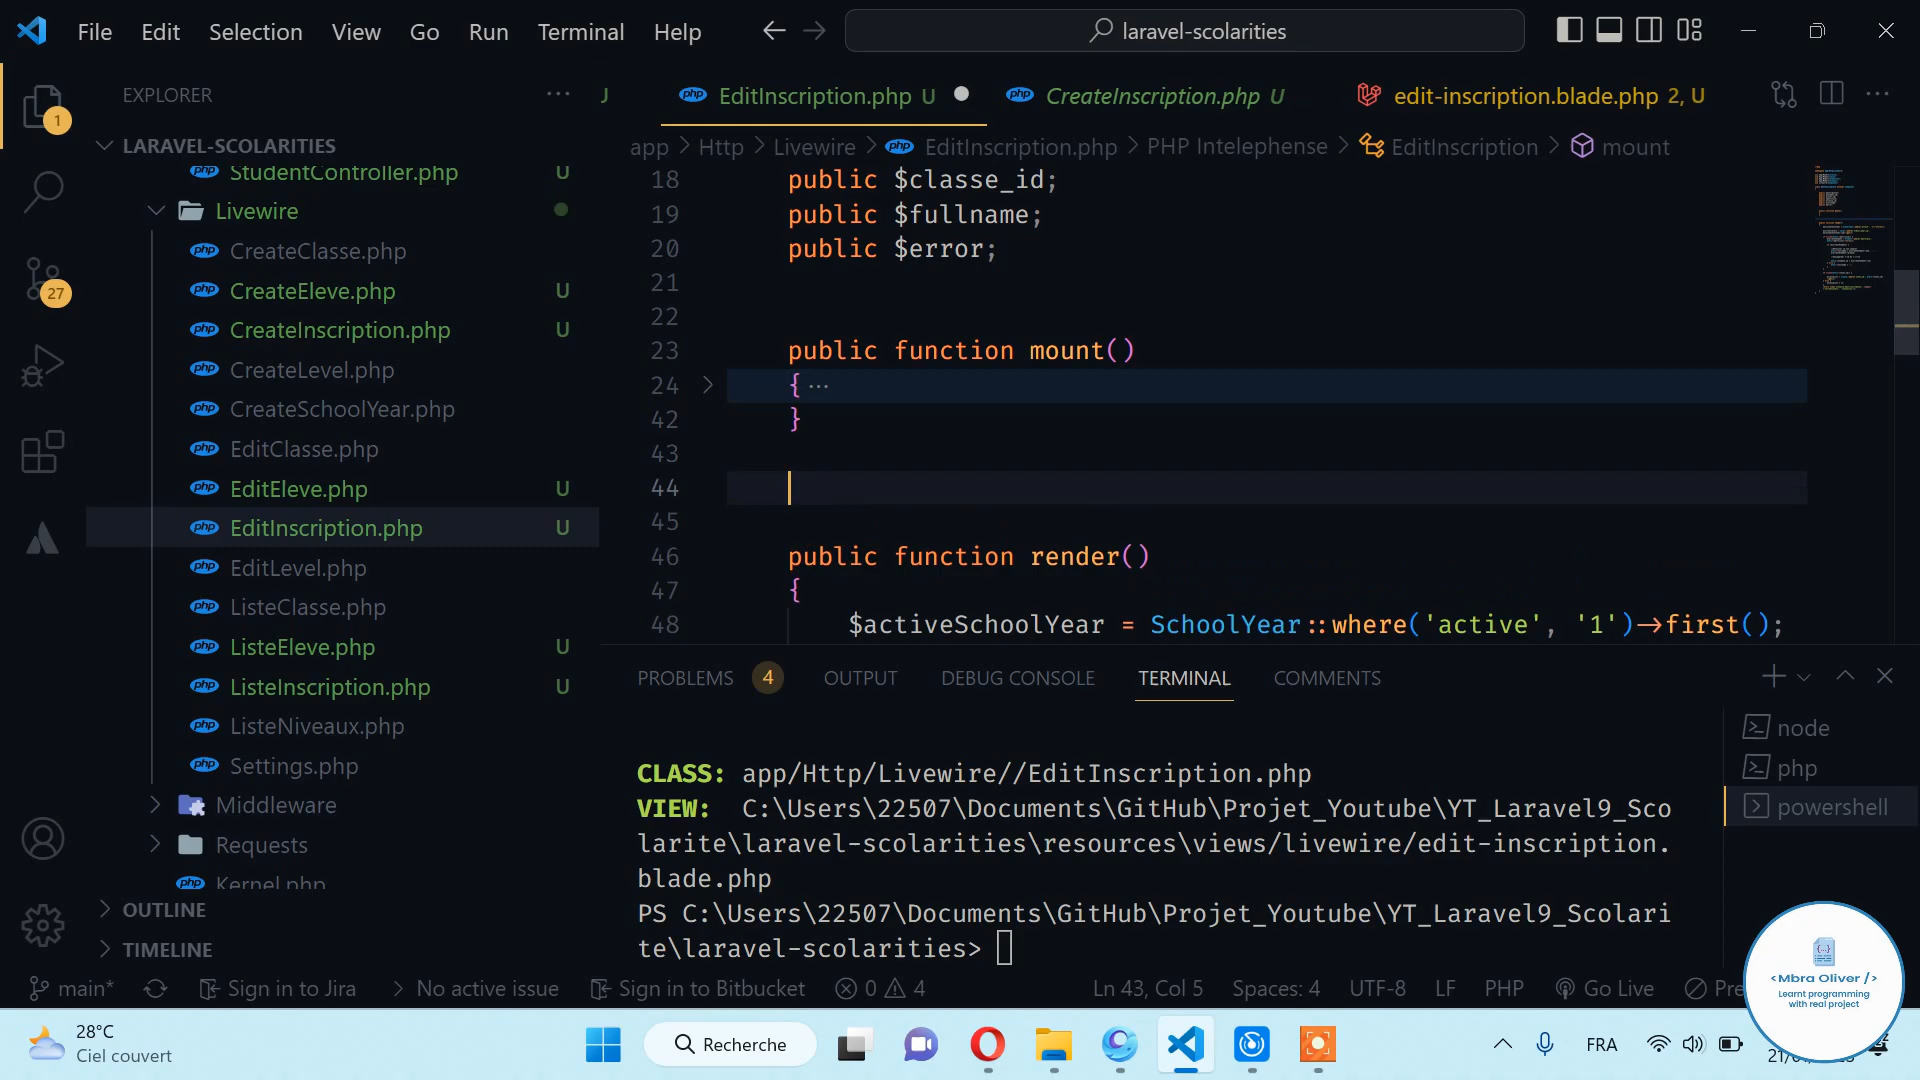 File Edit Selection View Go Run Terminal Help
laravel-scolarities
EXPLORER
LARAVEL-SCOLARITIES
StudentController.php U
Livewire
CreateClasse.php
CreateEleve.php U
CreateInscription.php U
CreateLevel.php
CreateSchoolYear.php
EditClasse.php
EditEleve.php U
EditInscription.php U
EditLevel.php
ListeClasse.php
ListeEleve.php U
ListeInscription.php U
ListeNiveaux.php
Settings.php
Middleware
Requests
Kernel.php
OUTLINE
TIMELINE
1
27
U EditInscription.php U CreateInscription.php U edit-inscription.blade.php 2, U
app > Http > Livewire > EditInscription.php > PHP Intelephense > EditInscription > mount
18 public $classe_id;
19 public $fullname;
20 public $error;
21
22
23 public function mount()
24 { ...
42 }
43
44
45
46 public function render()
47 {
48 $activeSchoolYear = SchoolYear::where('active', '1')->first();
PROBLEMS 4 OUTPUT DEBUG CONSOLE TERMINAL COMMENTS
CLASS: app/Http/Livewire//EditInscription.php
VIEW: C:\Users\22507\Documents\GitHub\Projet_Youtube\YT_Laravel9_Sco
larite\laravel-scolarities\resources\views/livewire/edit-inscription.
blade.php
PS C:\Users\22507\Documents\GitHub\Projet_Youtube\YT_Laravel9_Scolari
te\laravel-scolarities>
node
php
powershell
main* Sign in to Jira No active issue Sign in to Bitbucket 0 4 Ln 43, Col 5 Spaces: 4 UTF-8 LF PHP Go Live
<Mbra Oliver />
Learnt programming
with real project
28°C
Ciel couvert
Recherche
FRA